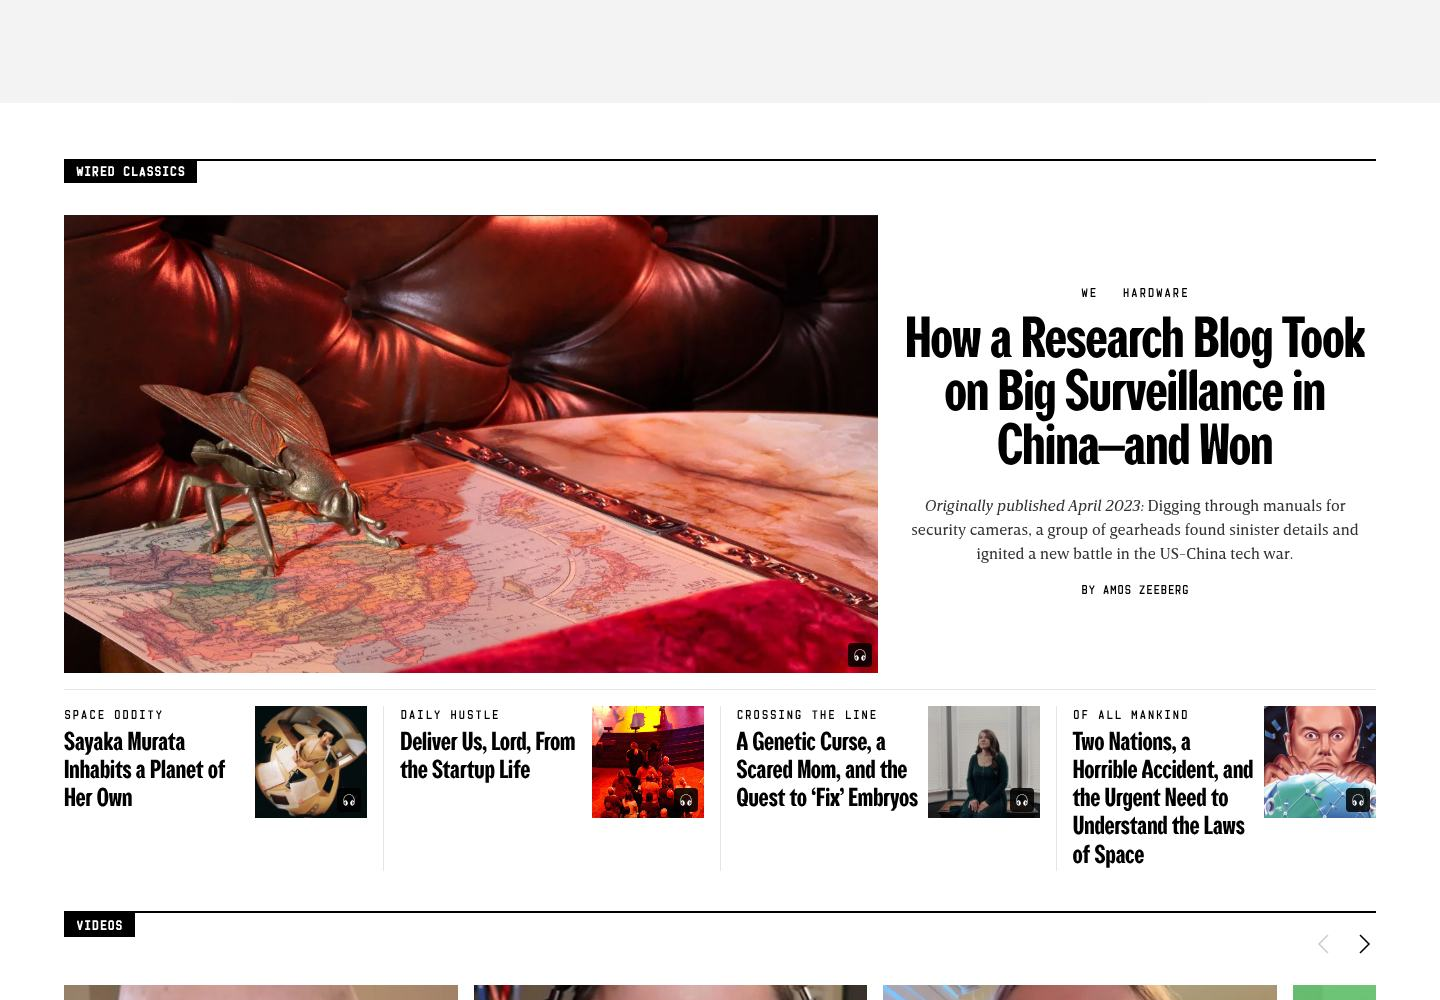 WIRED CLASSICS
WE HARDWARE
How a Research Blog Took
on Big Surveillance in
China—and Won
Originally published April 2023: Digging through manuals for
security cameras, a group of gearheads found sinister details and
ignited a new battle in the US-China tech war.
BY AMOS ZEEBERG
SPACE ODDITY
Sayaka Murata
Inhabits a Planet of
Her Own
DAILY HUSTLE
Deliver Us, Lord, From
the Startup Life
CROSSING THE LINE
A Genetic Curse, a
Scared Mom, and the
Quest to ‘Fix’ Embryos
OF ALL MANKIND
Two Nations, a
Horrible Accident, and
the Urgent Need to
Understand the Laws
of Space
VIDEOS